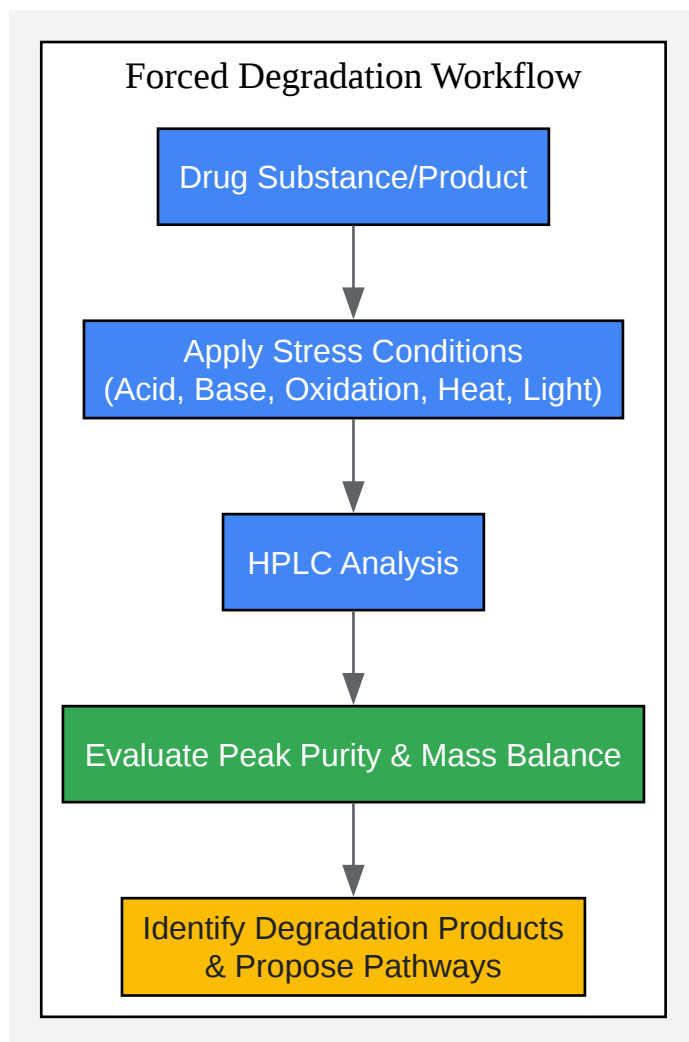 Forced Degradation Workflow
Drug Substance/Product
Apply Stress Conditions
(Acid, Base, Oxidation, Heat, Light)
HPLC Analysis
Evaluate Peak Purity & Mass Balance
Identify Degradation Products
& Propose Pathways